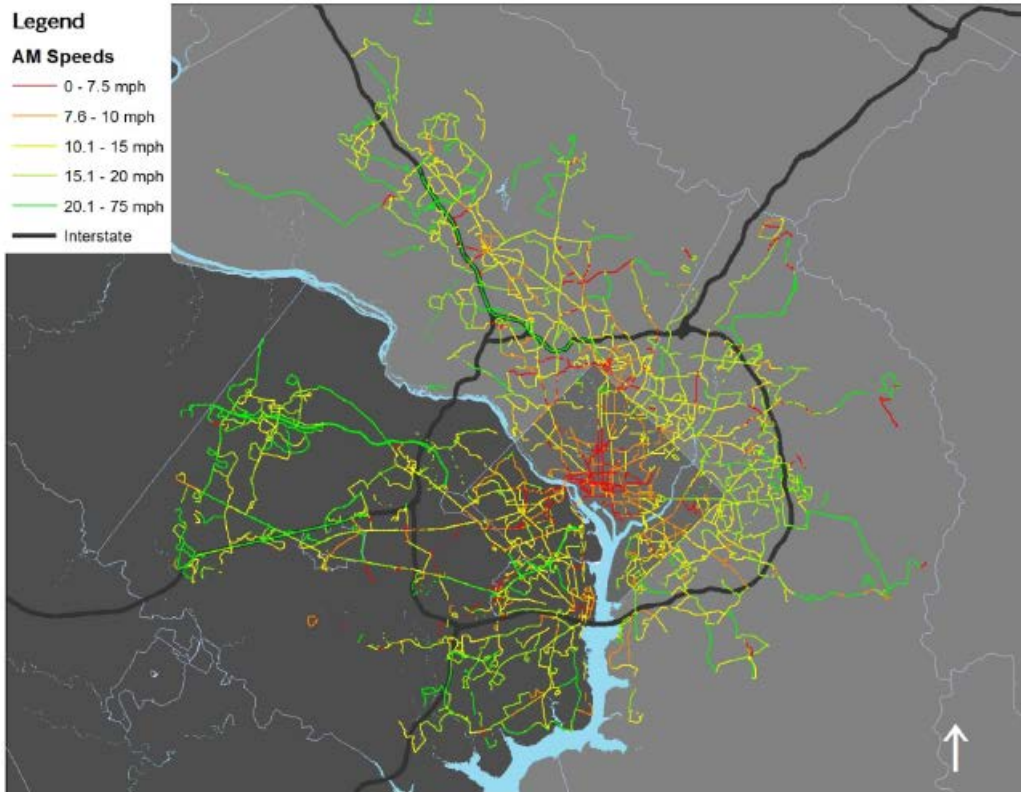 Legend
AM Speeds
0 - 7.5 mph
7.6 - 10 mph
10.1 - 15 mph
15.1 - 20 mph
20.1 - 75 mph
Interstate